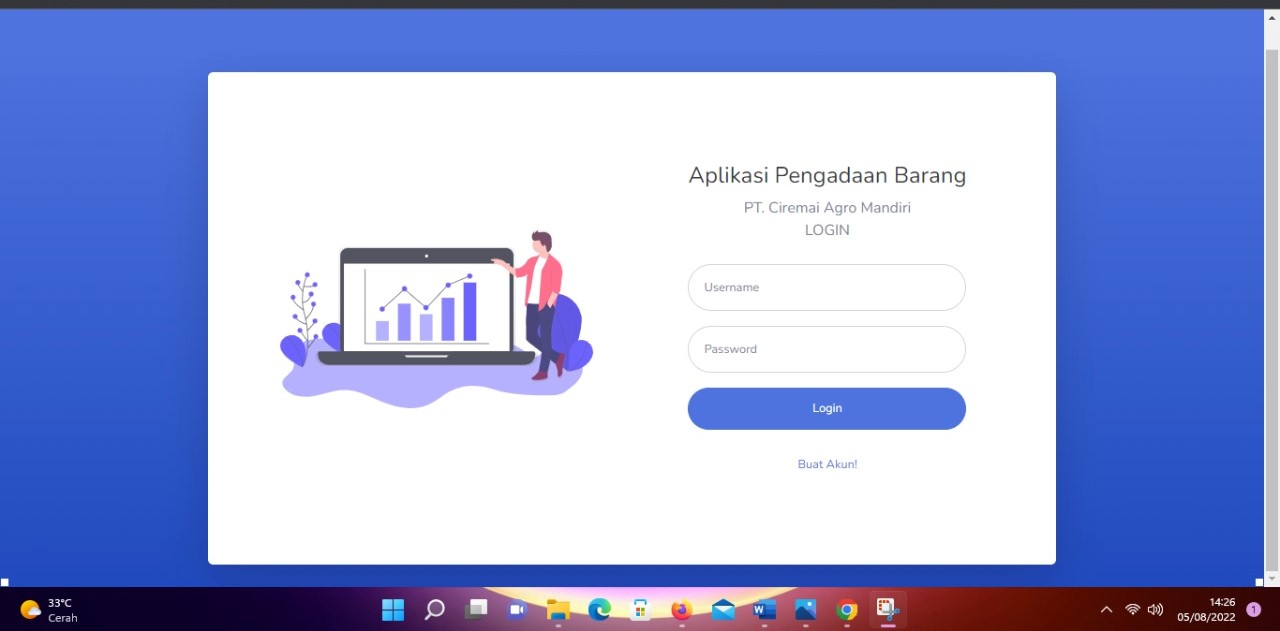 Aplikasi Pengadaan Barang
PT. Ciremai Agro Mandiri
LOGIN
Username
Password
Login
Buat Akun!
33°C
Cerah
14:26
05/08/2022
1